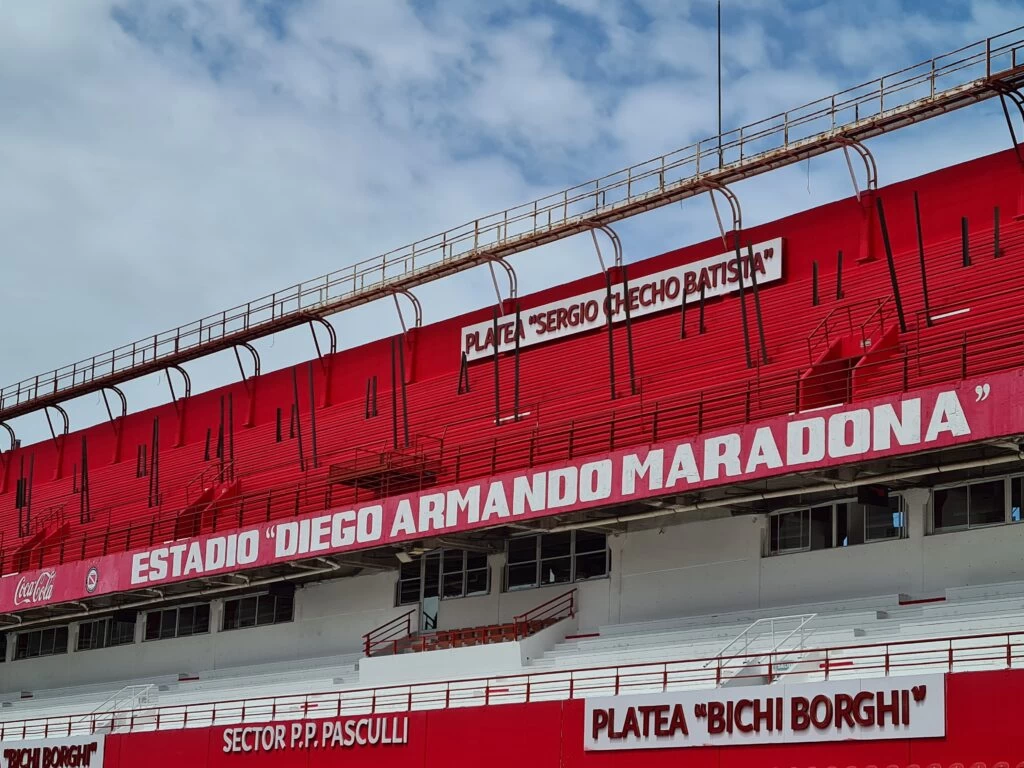 PLATEA "SERGIO CHECHO BATISTA"
ESTADIO "DIEGO ARMANDO MARADONA"
Coca-Cola
SECTOR P.P. PASCULLI
PLATEA "BICHI BORGHI"
"BICHI BORGHI"